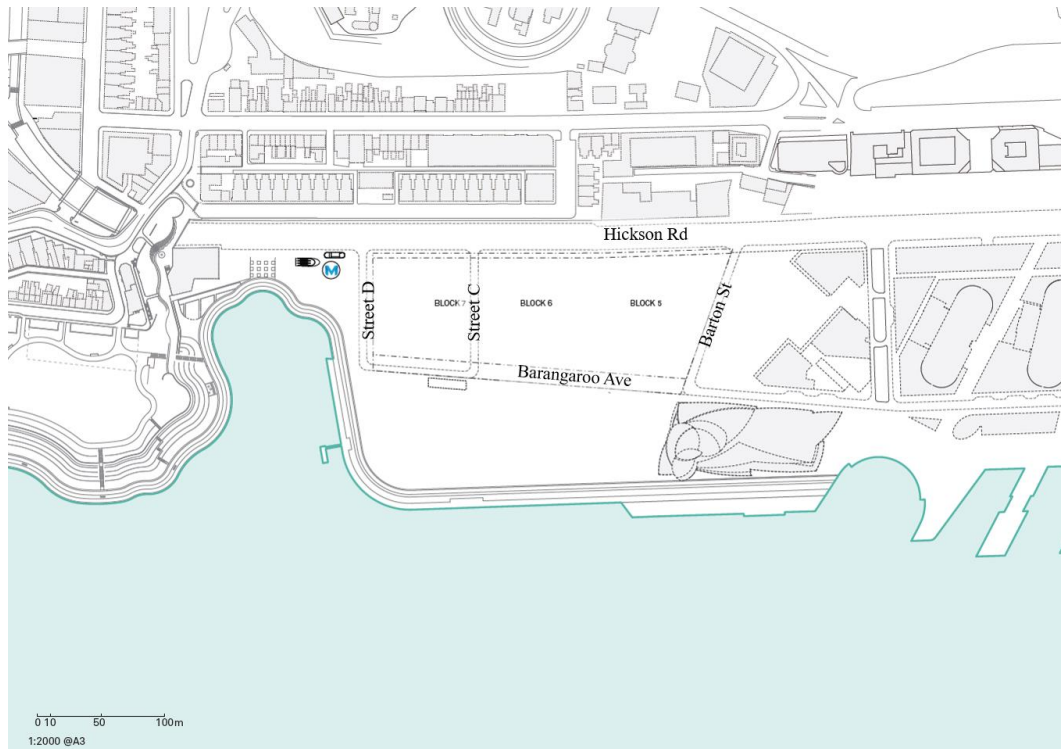 Hickson Rd
M
Street D
BLOCK 7
Street C
BLOCK 6
BLOCK 5
Barton St
Barangaroo Ave
0 10 50 100m
1:2000 @A3